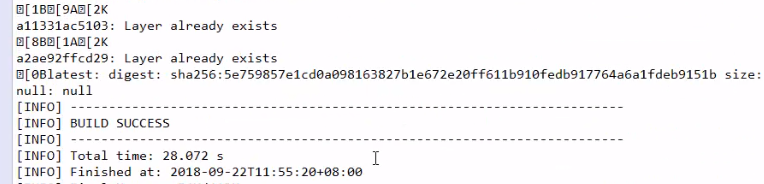 [1B[9A[2K
a11331ac5103: Layer already exists
[8B[1A[2K
a2ae92ffcd29: Layer already exists
[0Blatest: digest: sha256:5e759857e1cd0a098163827b1e672e20ff611b910fedb917764a6a1fdeb9151b size:
null: null
[INFO] ------------------------------------------------------------------------
[INFO] BUILD SUCCESS
[INFO] ------------------------------------------------------------------------
[INFO] Total time: 28.072 s
[INFO] Finished at: 2018-09-22T11:55:20+08:00